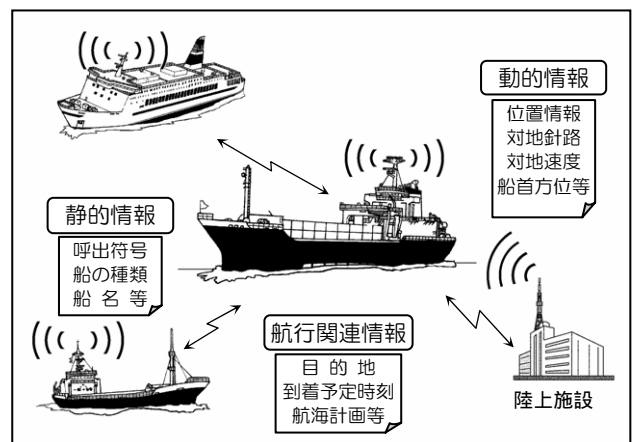 動的情報
位置情報
対地針路
対地速度
船首方位等
静的情報
呼出符号
船の種類
船 名 等
航行関連情報
目 的 地
到着予定時刻
航海計画等
陸上施設